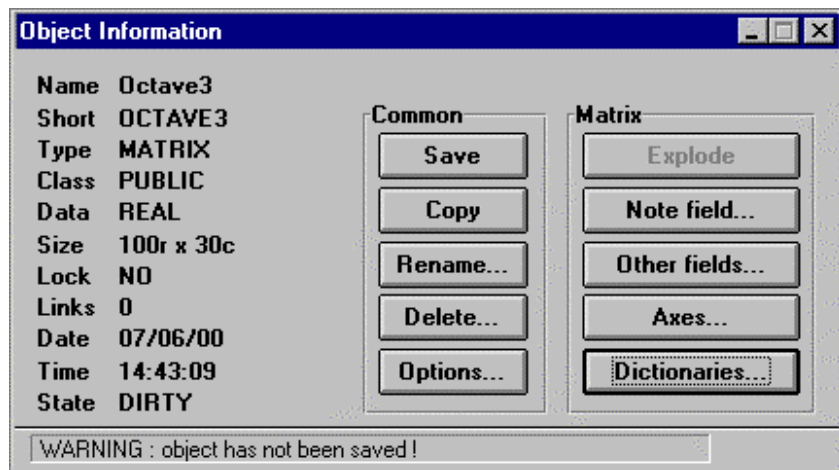 Object Information
Name Octave3
Short OCTAVE3
Type MATRIX
Class PUBLIC
Data REAL
Size 100r x 30c
Lock NO
Links 0
Date 07/06/00
Time 14:43:09
State DIRTY
Common
Save
Copy
Rename...
Delete...
Options...
Matrix
Explode
Note field...
Other fields...
Axes...
Dictionaries...
WARNING : object has not been saved !